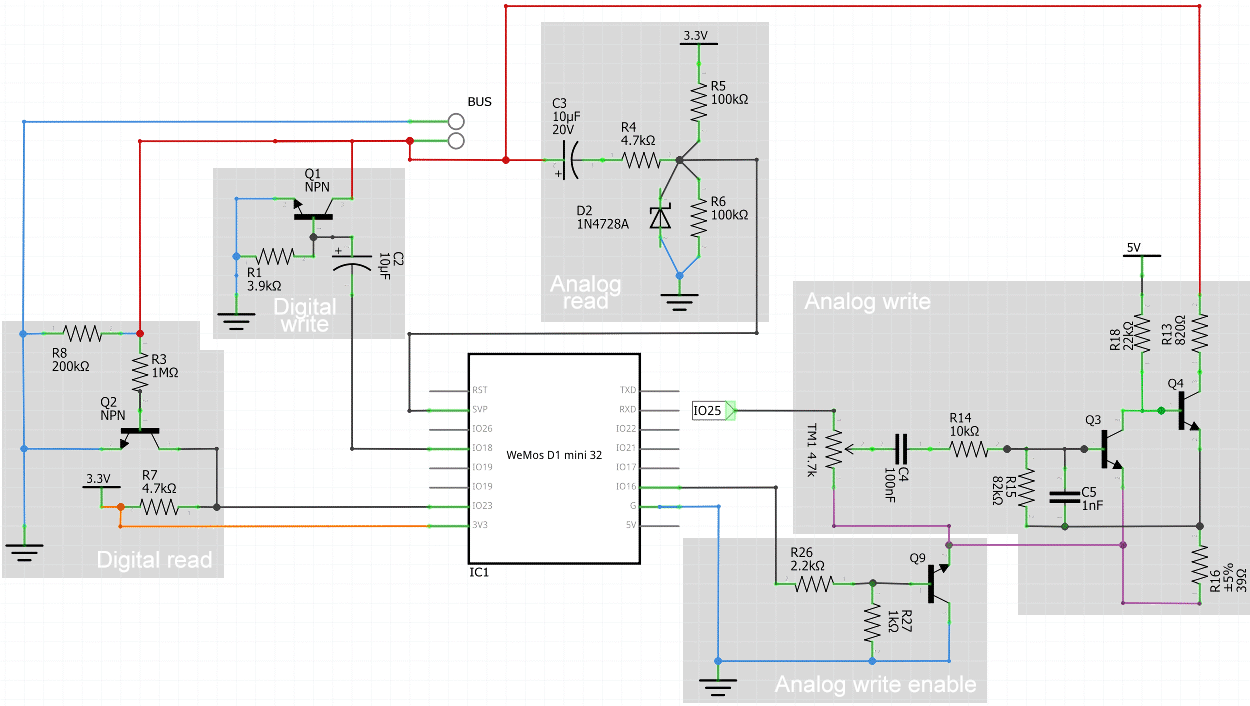 BUS
3.3V
R5
100kΩ
C3
10µF
20V
R4
4.7kΩ
+
D2
1N4728A
R6
100kΩ
Analog
read
Q1
NPN
+
C2
10µF
R1
3.9kΩ
Digital
write
R8
200kΩ
R3
1MΩ
Q2
NPN
3.3V
R7
4.7kΩ
Digital read
RST
SVP
IO26
IO18
IO19
IO19
IO23
3V3
WeMos D1 mini 32
TXD
RXD
IO22
IO21
IO17
IO16
G
5V
IC1
IO25
Analog write
5V
R18
22kΩ
R13
820Ω
Q4
Q3
TM1 4.7k
C4
100nF
R14
10kΩ
R15
82kΩ
C5
1nF
R16
±5%
39Ω
R26
2.2kΩ
Q9
R27
1kΩ
Analog write enable